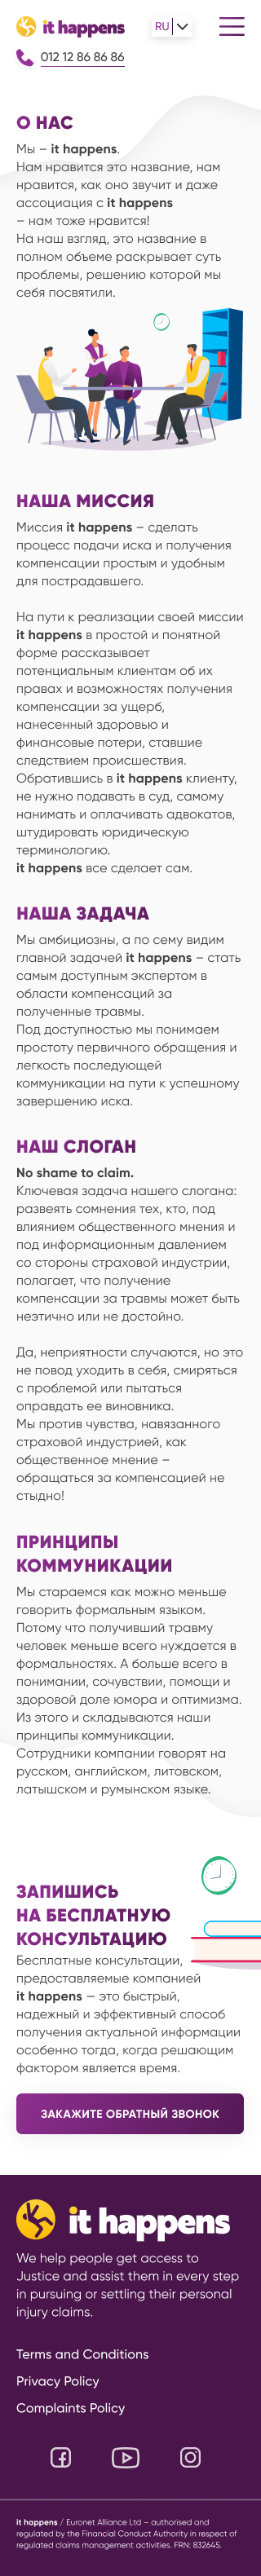 it happens
RU
012 12 86 86 86
О НАС
Мы – it happens.
Нам нравится это название, нам
нравится, как оно звучит и даже
ассоциация с it happens
– нам тоже нравится!
На наш взгляд, это название в
полном объеме раскрывает суть
проблемы, решению которой мы
себя посвятили.
НАША МИССИЯ
Миссия it happens – сделать
процесс подачи иска и получения
компенсации простым и удобным
для пострадавшего.
На пути к реализации своей миссии
it happens в простой и понятной
форме рассказывает
потенциальным клиентам об их
правах и возможностях получения
компенсации за ущерб,
нанесенный здоровью и
финансовые потери, ставшие
следствием происшествия.
Обратившись в it happens клиенту,
не нужно подавать в суд, самому
нанимать и оплачивать адвокатов,
штудировать юридическую
терминологию.
it happens все сделает сам.
НАША ЗАДАЧА
Мы амбициозны, а по сему видим
главной задачей it happens – стать
самым доступным экспертом в
области компенсаций за
полученные травмы.
Под доступностью мы понимаем
простоту первичного обращения и
легкость последующей
коммуникации на пути к успешному
завершению иска.
НАШ СЛОГАН
No shame to claim.
Ключевая задача нашего слогана:
развеять сомнения тех, кто, под
влиянием общественного мнения и
под информационным давлением
со стороны страховой индустрии,
полагает, что получение
компенсации за травмы может быть
неэтично или не достойно.
Да, неприятности случаются, но это
не повод уходить в себя, смиряться
с проблемой или пытаться
оправдать ее виновника.
Мы против чувства, навязанного
страховой индустрией, как
общественное мнение –
обращаться за компенсацией не
стыдно!
ПРИНЦИПЫ
КОММУНИКАЦИИ
Мы стараемся как можно меньше
говорить формальным языком.
Потому что получивший травму
человек меньше всего нуждается в
формальностях. А больше всего в
понимании, сочувствии, помощи и
здоровой доле юмора и оптимизма.
Из этого и складываются наши
принципы коммуникации.
Сотрудники компании говорят на
русском, английском, литовском,
латышском и румынском языке.
ЗАПИШИСЬ
НА БЕСПЛАТНУЮ
КОНСУЛЬТАЦИЮ
Бесплатные консультации,
предоставляемые компанией
it happens — это быстрый,
надежный и эффективный способ
получения актуальной информации
особенно тогда, когда решающим
фактором является время.
ЗАКАЖИТЕ ОБРАТНЫЙ ЗВОНОК
it happens
We help people get access to
Justice and assist them in every step
in pursuing or settling their personal
injury claims.
Terms and Conditions
Privacy Policy
Complaints Policy
it happens / Euronet Alliance Ltd – authorised and
regulated by the Financial Conduct Authority in respect of
regulated claims management activities. FRN: 832645.